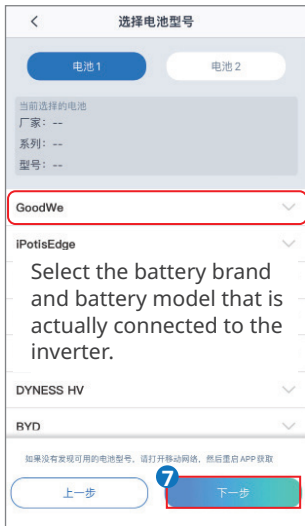 选择电池型号
电池1
电池2
当前选择的电池
厂家: --
系列: --
型号: --
GoodWe
iPotisEdge
Select the battery brand
and battery model that is
actually connected to the
inverter.
DYNESS HV
BYD
如果没有发现可用的电池型号, 请打开移动网络, 然后重启APP获取
7
上一步
下一步